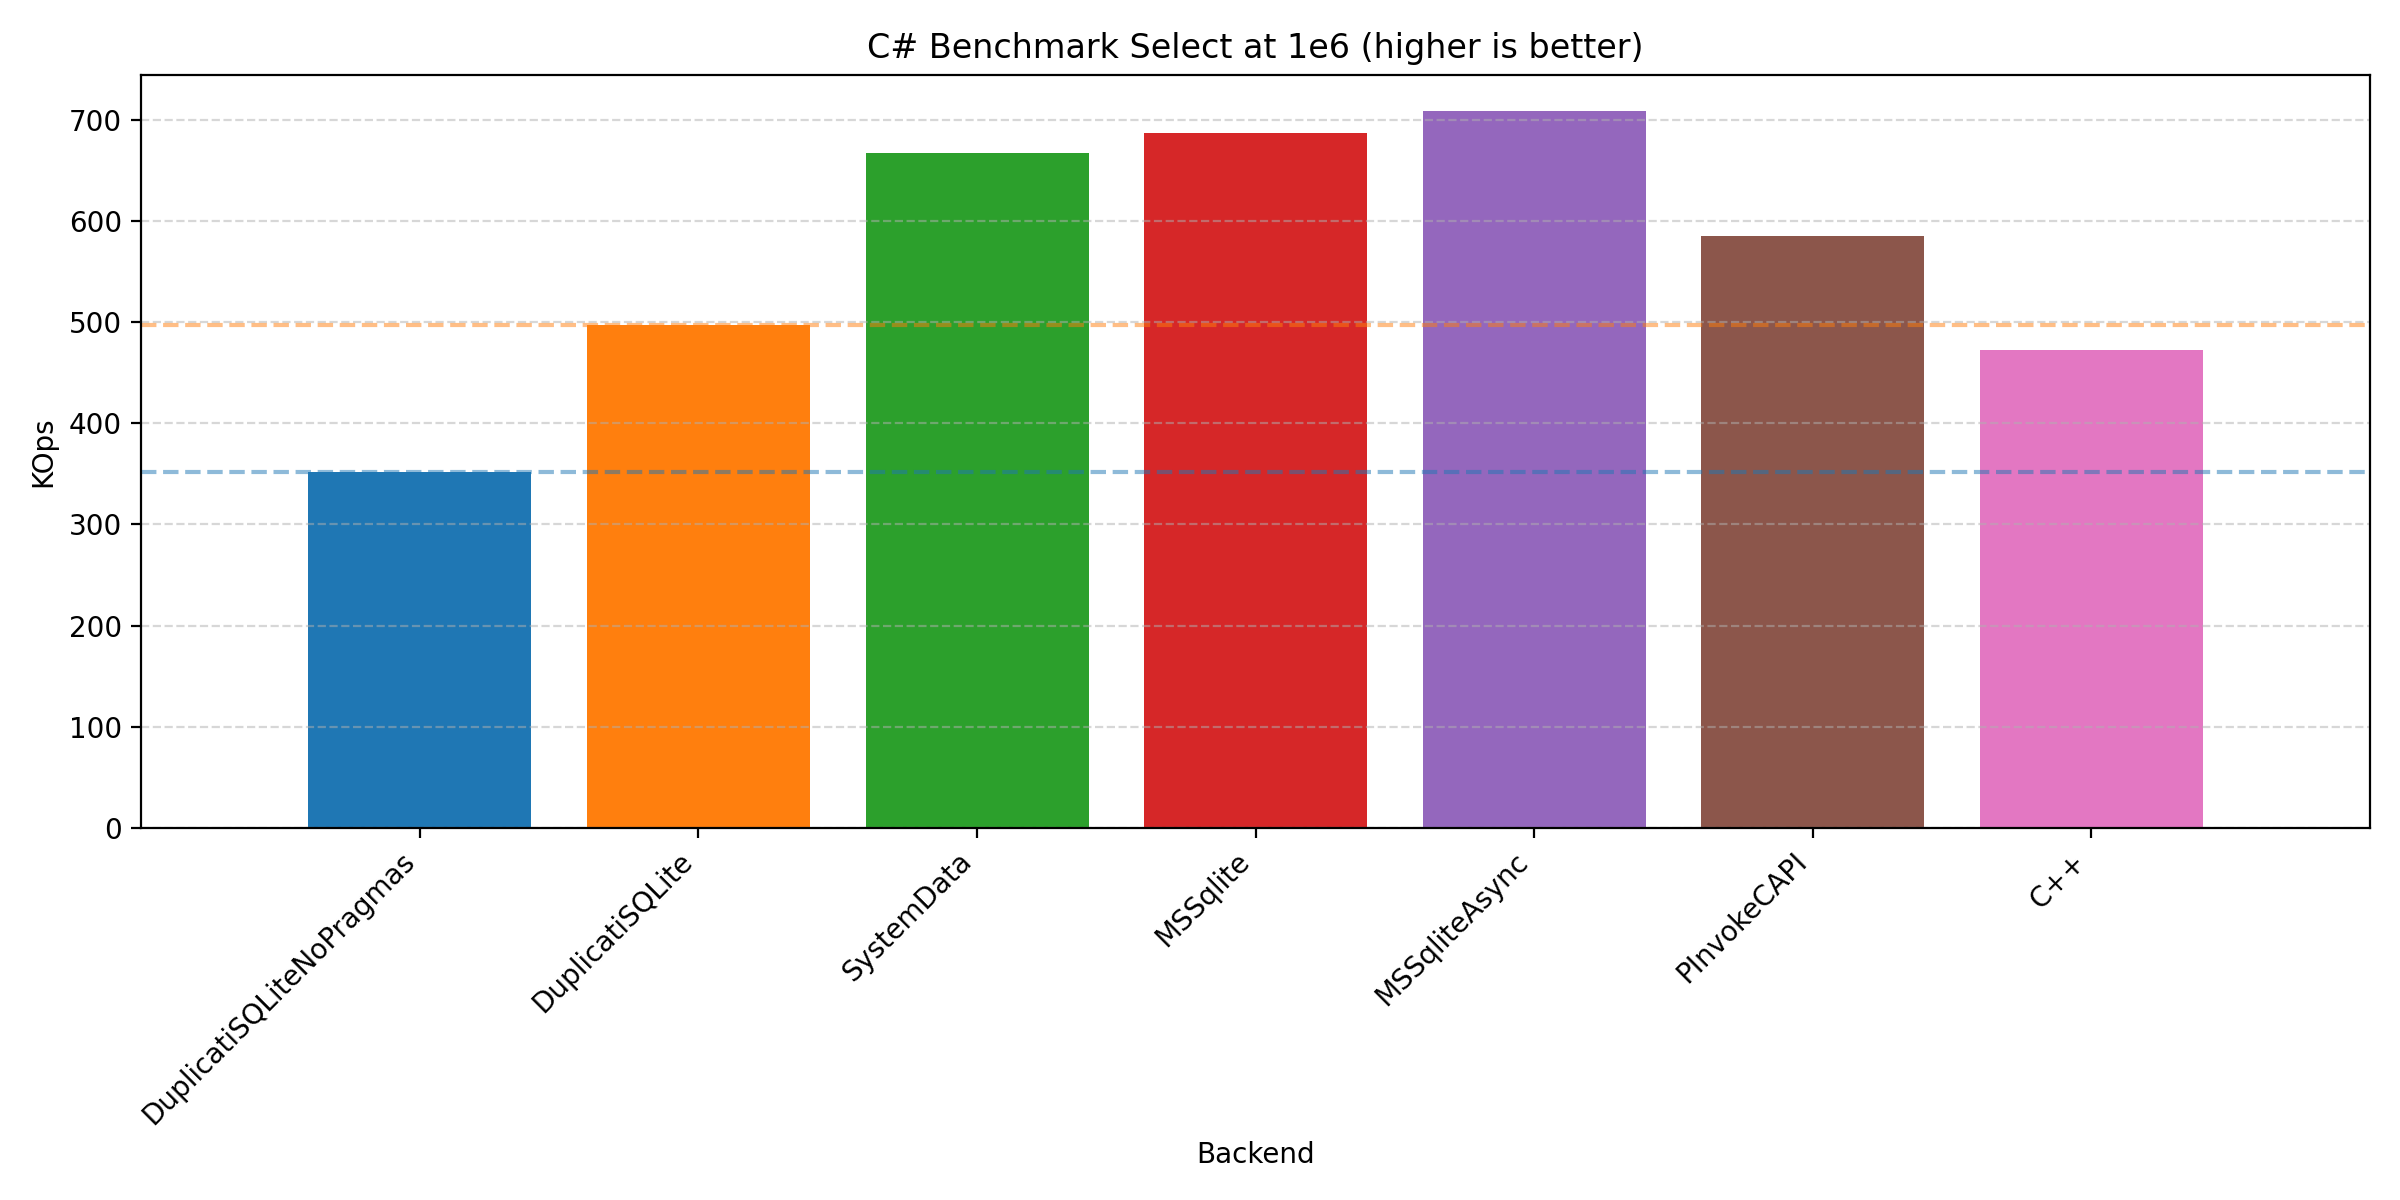 C# Benchmark Select at 1e6 (higher is better)
KOps
700
600
500
400
300
200
100
0
DuplicatiSQLiteNoPragmas
DuplicatiSQLite
SystemData
MSSqlite
MSSqliteAsync
PInvokeCAPI
C++
Backend